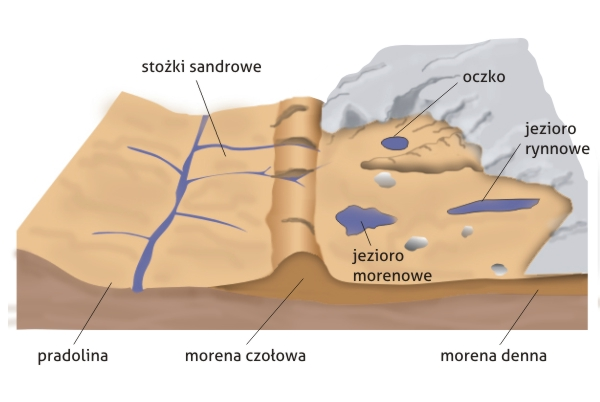 stożki sandrowe
oczko
jezioro
rynnowe
jezioro
morenowe
pradolina
morena czołowa
morena denna